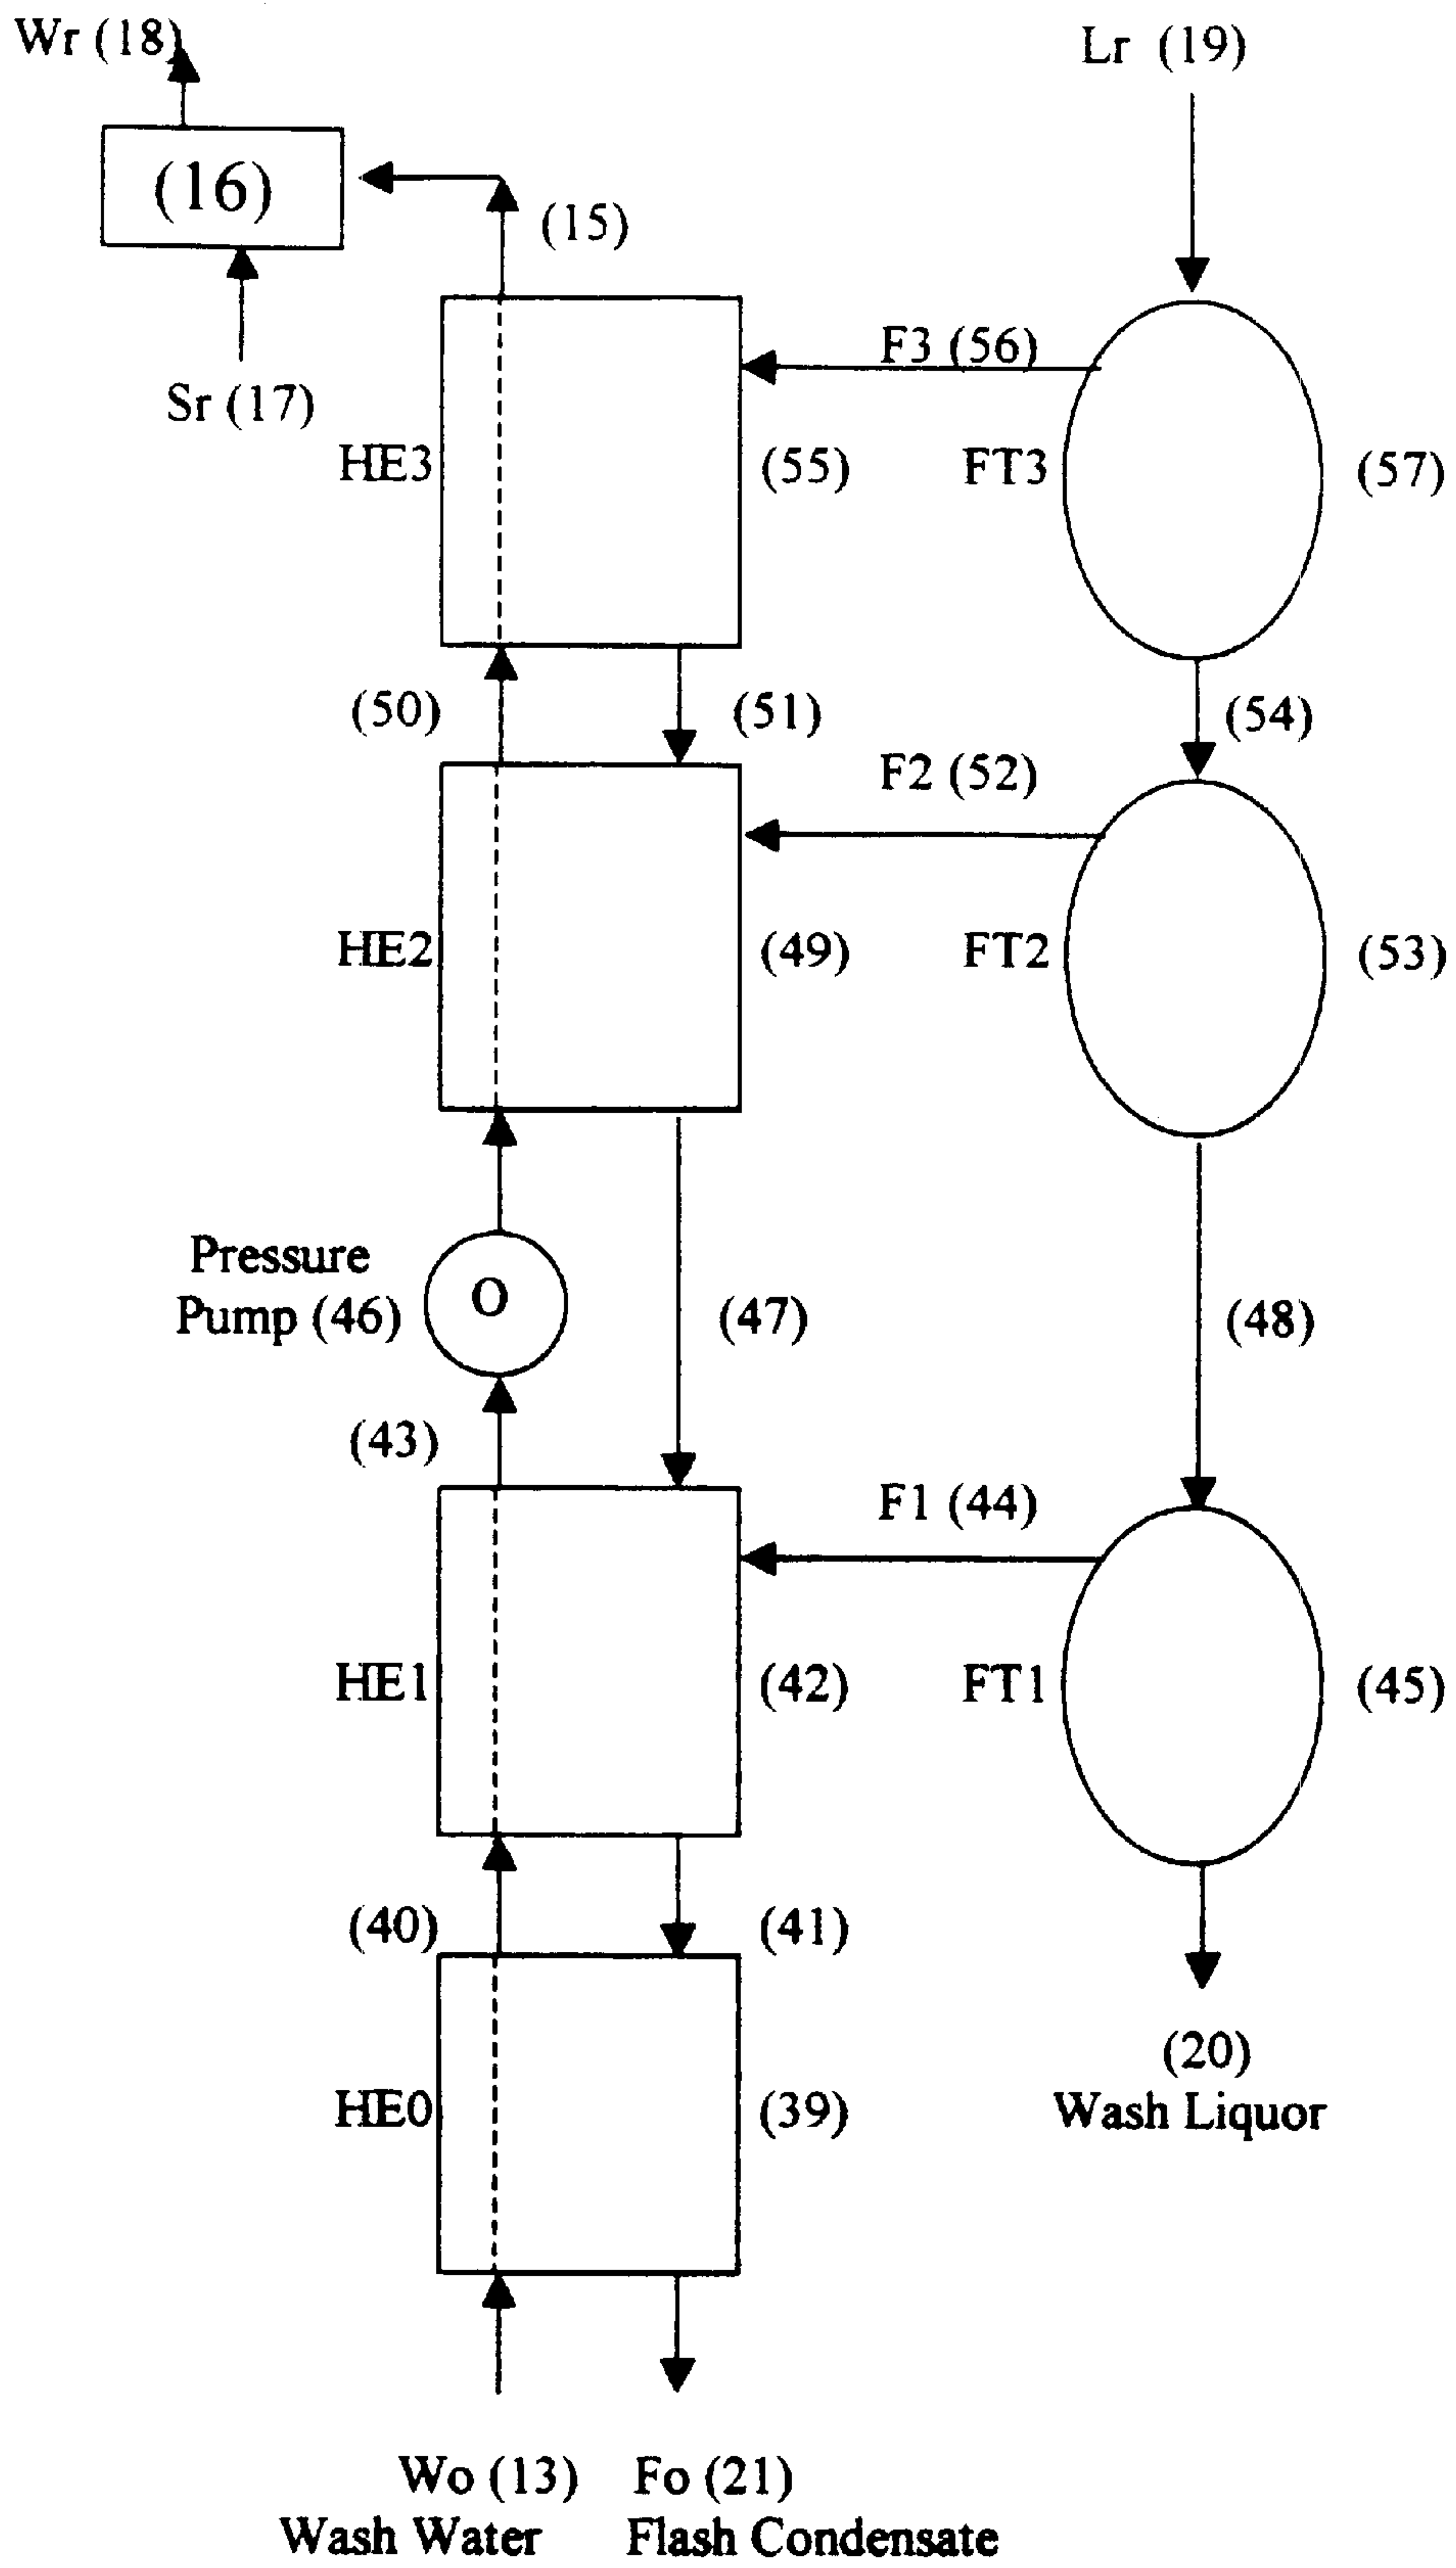 Wr (18)
Lr (19)
(16)
(15)
Sr (17)
F3 (56)
HE3
(55)
FT3
(57)
(50)
(51)
(54)
F2 (52)
HE2
(49)
FT2
(53)
Pressure
Pump (46)
O
(47)
(48)
(43)
F1 (44)
HE1
(42)
FT1
(45)
(40)
(41)
(20)
Wash Liquor
HE0
(39)
Wo (13)
Wash Water
Fo (21)
Flash Condensate